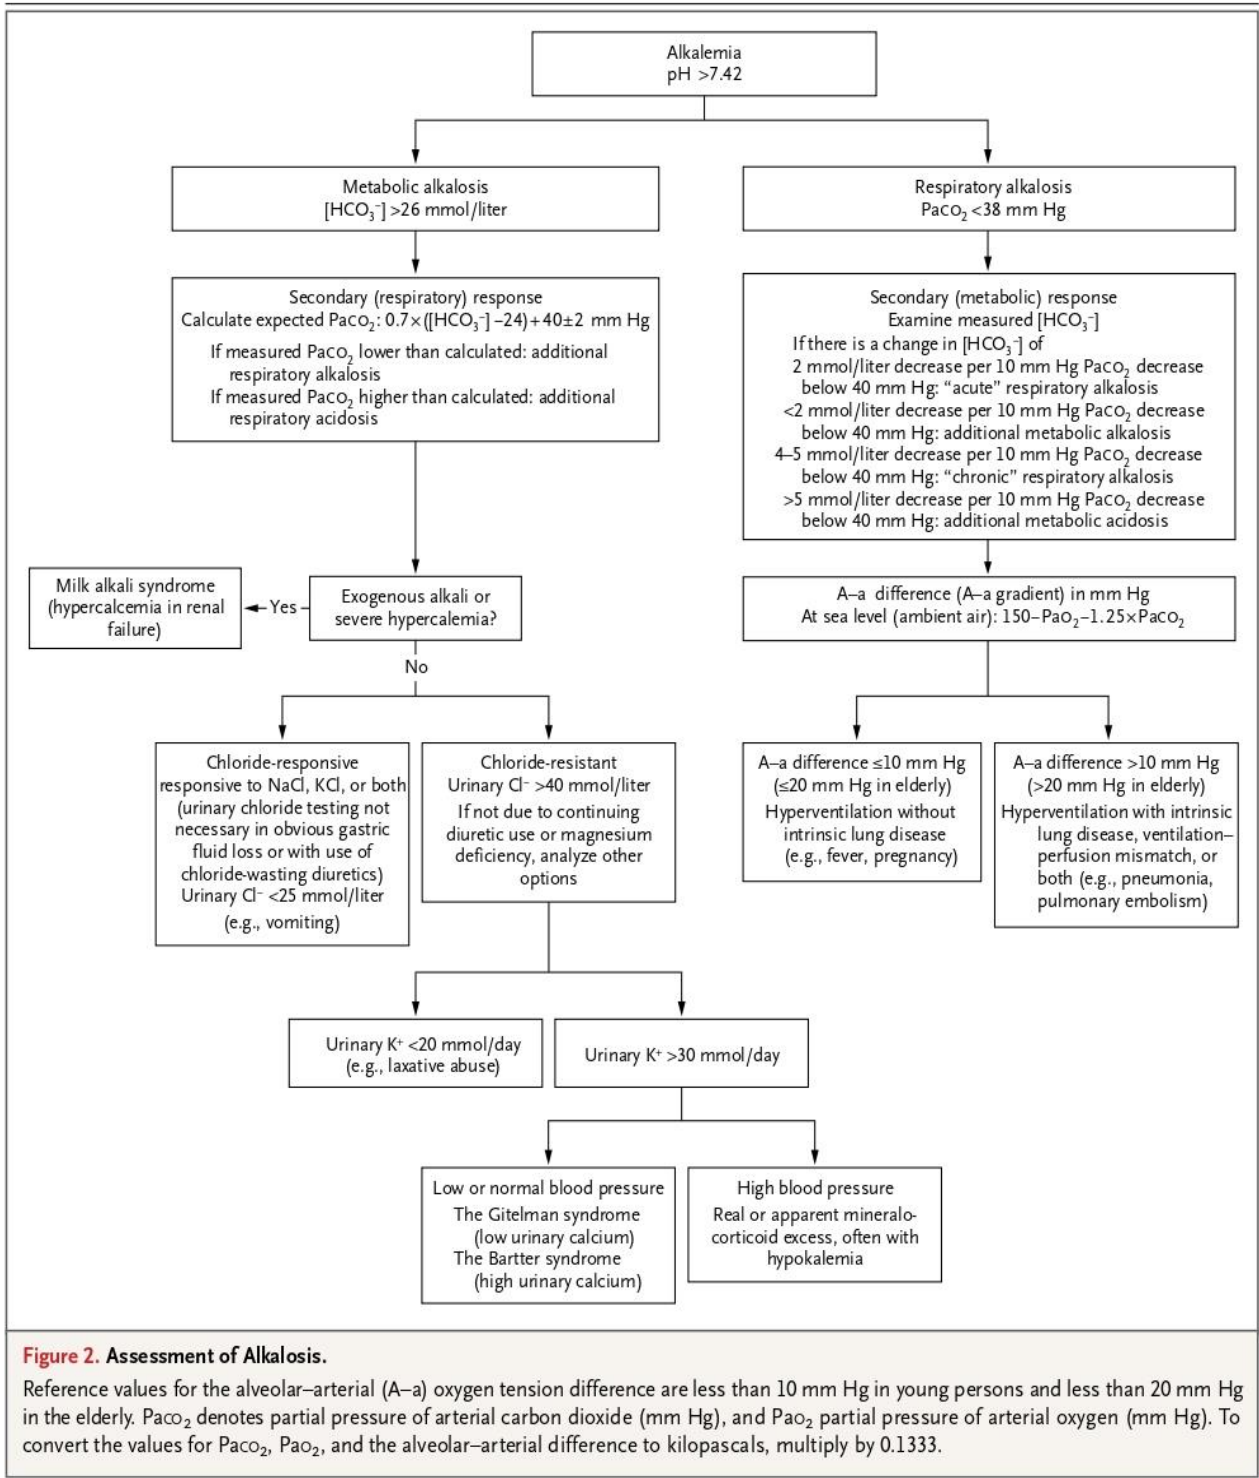 Alkalemia
pH >7.42
Metabolic alkalosis
[HCO₃⁻] >26 mmol/liter
Respiratory alkalosis
PaCO₂ <38 mm Hg
Secondary (respiratory) response
Calculate expected PaCO₂: 0.7×([HCO₃⁻] −24)+40±2 mm Hg
If measured PaCO₂ lower than calculated: additional
respiratory alkalosis
If measured PaCO₂ higher than calculated: additional
respiratory acidosis
Secondary (metabolic) response
Examine measured [HCO₃⁻]
If there is a change in [HCO₃⁻] of
2 mmol/liter decrease per 10 mm Hg PaCO₂ decrease
below 40 mm Hg: “acute” respiratory alkalosis
<2 mmol/liter decrease per 10 mm Hg PaCO₂ decrease
below 40 mm Hg: additional metabolic alkalosis
4–5 mmol/liter decrease per 10 mm Hg PaCO₂ decrease
below 40 mm Hg: “chronic” respiratory alkalosis
>5 mmol/liter decrease per 10 mm Hg PaCO₂ decrease
below 40 mm Hg: additional metabolic acidosis
Milk alkali syndrome
(hypercalcemia in renal
failure)
Yes
Exogenous alkali or
severe hypercalemia?
No
A–a difference (A–a gradient) in mm Hg
At sea level (ambient air): 150–PaO₂–1.25×PaCO₂
Chloride-responsive
responsive to NaCl, KCl, or both
(urinary chloride testing not
necessary in obvious gastric
fluid loss or with use of
chloride-wasting diuretics)
Urinary Cl⁻ <25 mmol/liter
(e.g., vomiting)
Chloride-resistant
Urinary Cl⁻ >40 mmol/liter
If not due to continuing
diuretic use or magnesium
deficiency, analyze other
options
A–a difference ≤10 mm Hg
(≤20 mm Hg in elderly)
Hyperventilation without
intrinsic lung disease
(e.g., fever, pregnancy)
A–a difference >10 mm Hg
(>20 mm Hg in elderly)
Hyperventilation with intrinsic
lung disease, ventilation–
perfusion mismatch, or
both (e.g., pneumonia,
pulmonary embolism)
Urinary K⁺ <20 mmol/day
(e.g., laxative abuse)
Urinary K⁺ >30 mmol/day
Low or normal blood pressure
The Gitelman syndrome
(low urinary calcium)
The Bartter syndrome
(high urinary calcium)
High blood pressure
Real or apparent mineralo-
corticoid excess, often with
hypokalemia
Figure 2. Assessment of Alkalosis.
Reference values for the alveolar–arterial (A–a) oxygen tension difference are less than 10 mm Hg in young persons and less than 20 mm Hg
in the elderly. PaCO₂ denotes partial pressure of arterial carbon dioxide (mm Hg), and PaO₂ partial pressure of arterial oxygen (mm Hg). To
convert the values for PaCO₂, PaO₂, and the alveolar–arterial difference to kilopascals, multiply by 0.1333.